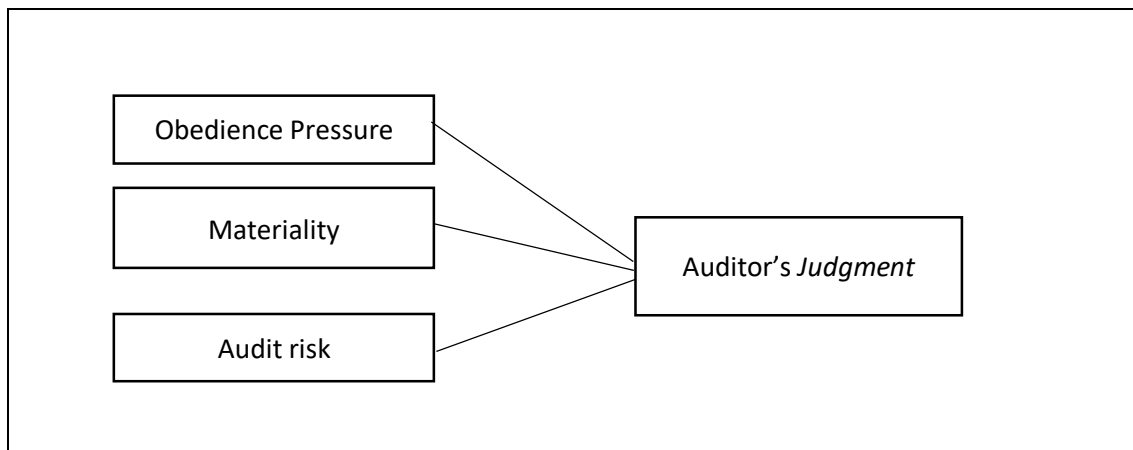 Obedience Pressure
Materiality
Auditor’s Judgment
Audit risk